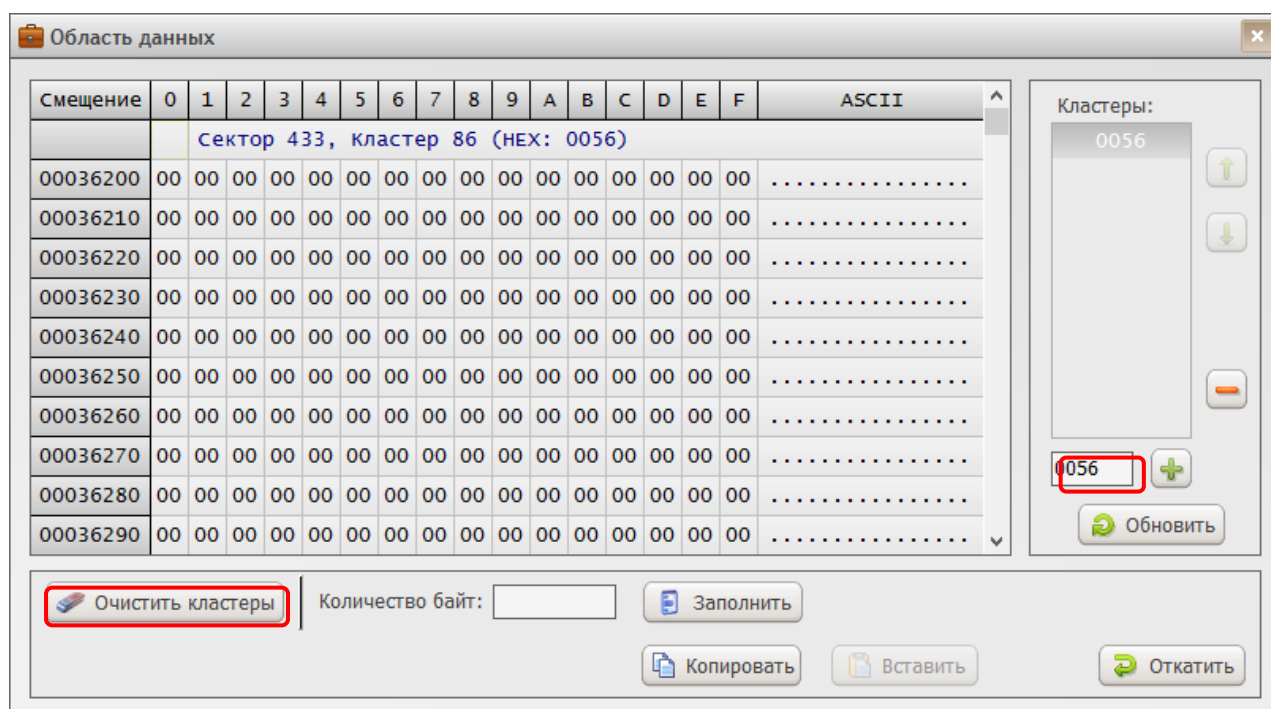 Область данных
Смещение 0 1 2 3 4 5 6 7 8 9 A B C D E F ASCII
Сектор 433, Кластер 86 (HEX: 0056)
00036200 00 00 00 00 00 00 00 00 00 00 00 00 00 00 00 00 ................
00036210 00 00 00 00 00 00 00 00 00 00 00 00 00 00 00 00 ................
00036220 00 00 00 00 00 00 00 00 00 00 00 00 00 00 00 00 ................
00036230 00 00 00 00 00 00 00 00 00 00 00 00 00 00 00 00 ................
00036240 00 00 00 00 00 00 00 00 00 00 00 00 00 00 00 00 ................
00036250 00 00 00 00 00 00 00 00 00 00 00 00 00 00 00 00 ................
00036260 00 00 00 00 00 00 00 00 00 00 00 00 00 00 00 00 ................
00036270 00 00 00 00 00 00 00 00 00 00 00 00 00 00 00 00 ................
00036280 00 00 00 00 00 00 00 00 00 00 00 00 00 00 00 00 ................
00036290 00 00 00 00 00 00 00 00 00 00 00 00 00 00 00 00 ................
Кластеры:
0056
0056
Обновить
Очистить кластеры
Количество байт:
Заполнить
Копировать
Вставить
Откатить